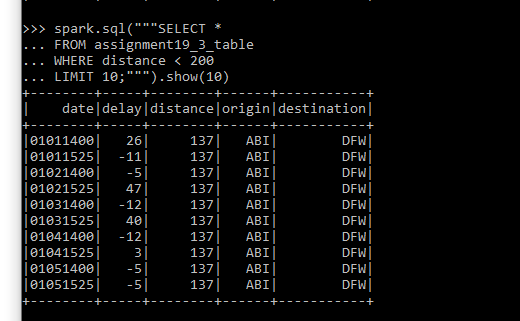 >>> spark.sql("""SELECT *
... FROM assignment19_3_table
... WHERE distance < 200
... LIMIT 10;""").show(10)
+--------+-----+--------+------+-----------+
|    date|delay|distance|origin|destination|
+--------+-----+--------+------+-----------+
|01011400|   26|     137|   ABI|        DFW|
|01011525|  -11|     137|   ABI|        DFW|
|01021400|   -5|     137|   ABI|        DFW|
|01021525|   47|     137|   ABI|        DFW|
|01031400|  -12|     137|   ABI|        DFW|
|01031525|   40|     137|   ABI|        DFW|
|01041400|  -12|     137|   ABI|        DFW|
|01041525|    3|     137|   ABI|        DFW|
|01051400|   -5|     137|   ABI|        DFW|
|01051525|   -5|     137|   ABI|        DFW|
+--------+-----+--------+------+-----------+